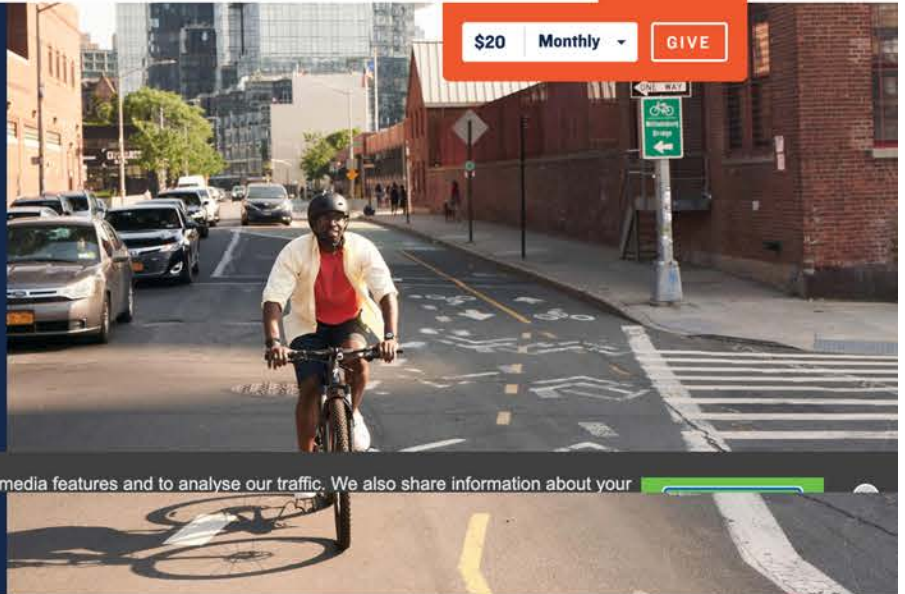 $20 Monthly GIVE
ONE WAY
Williamsburg
Bridge
media features and to analyse our traffic. We also share information about your